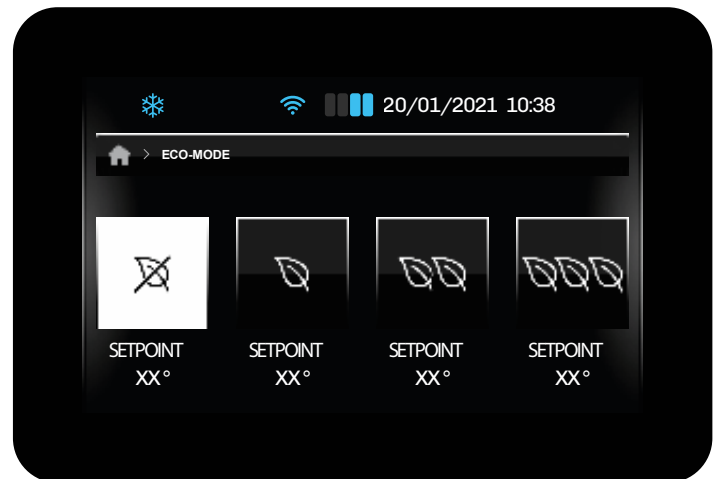 20/01/2021 10:38
> ECO-MODE
SETPOINT SETPOINT SETPOINT SETPOINT
XX° XX° XX° XX°